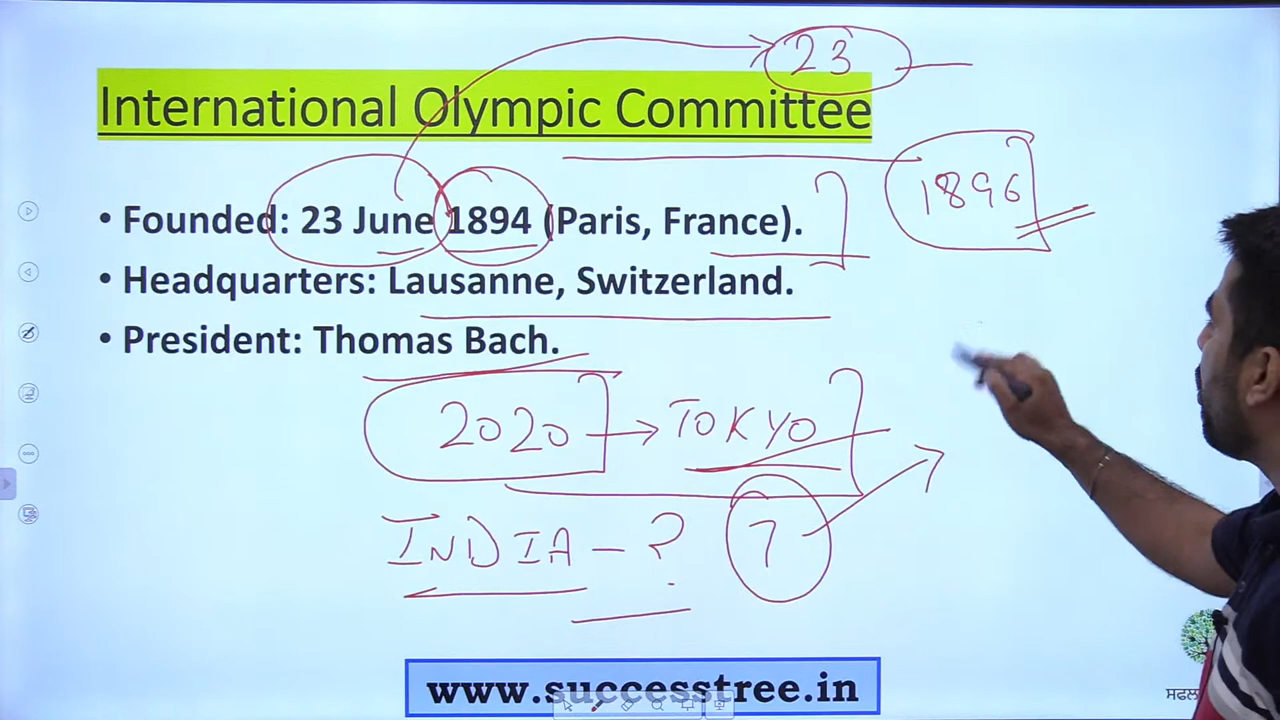 23
International Olympic Committee
1896
• Founded: 23 June 1894 (Paris, France).
• Headquarters: Lausanne, Switzerland.
• President: Thomas Bach.
2020 → TOKYO
INDIA - ? 7
www.successtree.in
ਸਫਲ